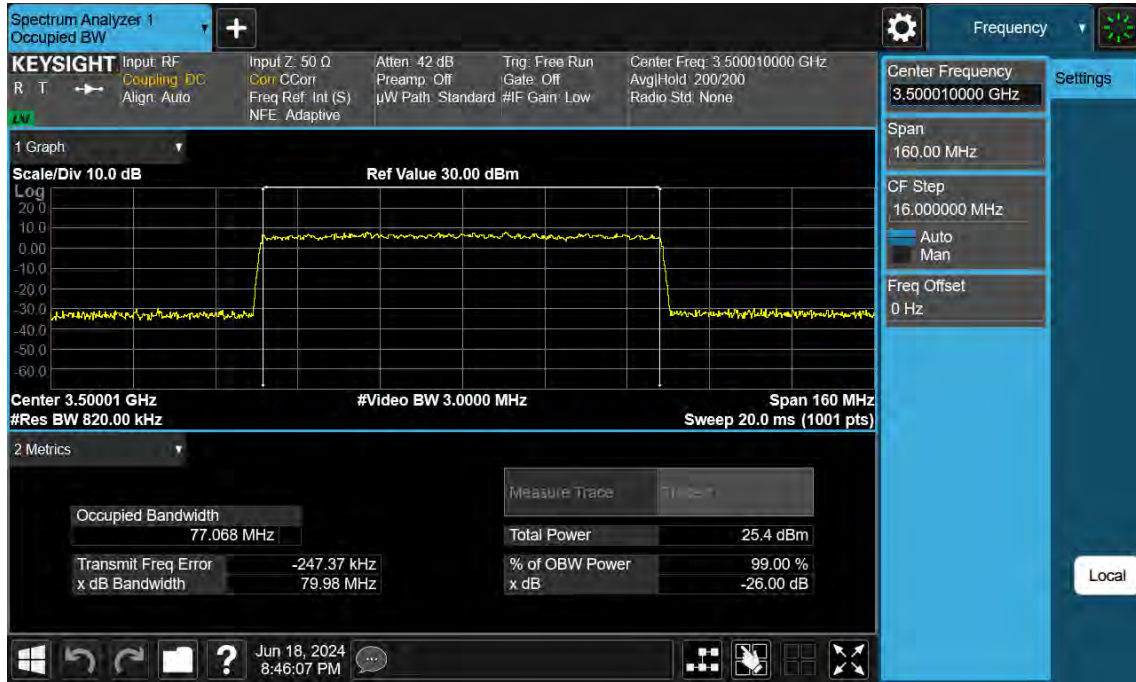 Spectrum Analyzer 1
Occupied BW
+
Frequency
KEYSIGHT
R T
LXI
Input: RF
Coupling: DC
Align: Auto
Input Z: 50 Ω
Corr CCorr
Freq Ref: Int (S)
NFE: Adaptive
Atten: 42 dB
Preamp: Off
µW Path: Standard
Trig: Free Run
Gate: Off
#IF Gain: Low
Center Freq: 3.500010000 GHz
Avg|Hold: 200/200
Radio Std: None
Center Frequency
3.500010000 GHz
Settings
Span
160.00 MHz
CF Step
16.000000 MHz
Auto
Man
Freq Offset
0 Hz
Local
1 Graph
Scale/Div 10.0 dB
Ref Value 30.00 dBm
Log
20.0
10.0
0.00
-10.0
-20.0
-30.0
-40.0
-50.0
-60.0
Center 3.50001 GHz
#Video BW 3.0000 MHz
Span 160 MHz
#Res BW 820.00 kHz
Sweep 20.0 ms (1001 pts)
2 Metrics
Measure Trace
Trace 1
Occupied Bandwidth
77.068 MHz
Total Power 25.4 dBm
Transmit Freq Error -247.37 kHz
% of OBW Power 99.00 %
x dB Bandwidth 79.98 MHz
x dB -26.00 dB
?
Jun 18, 2024
8:46:07 PM